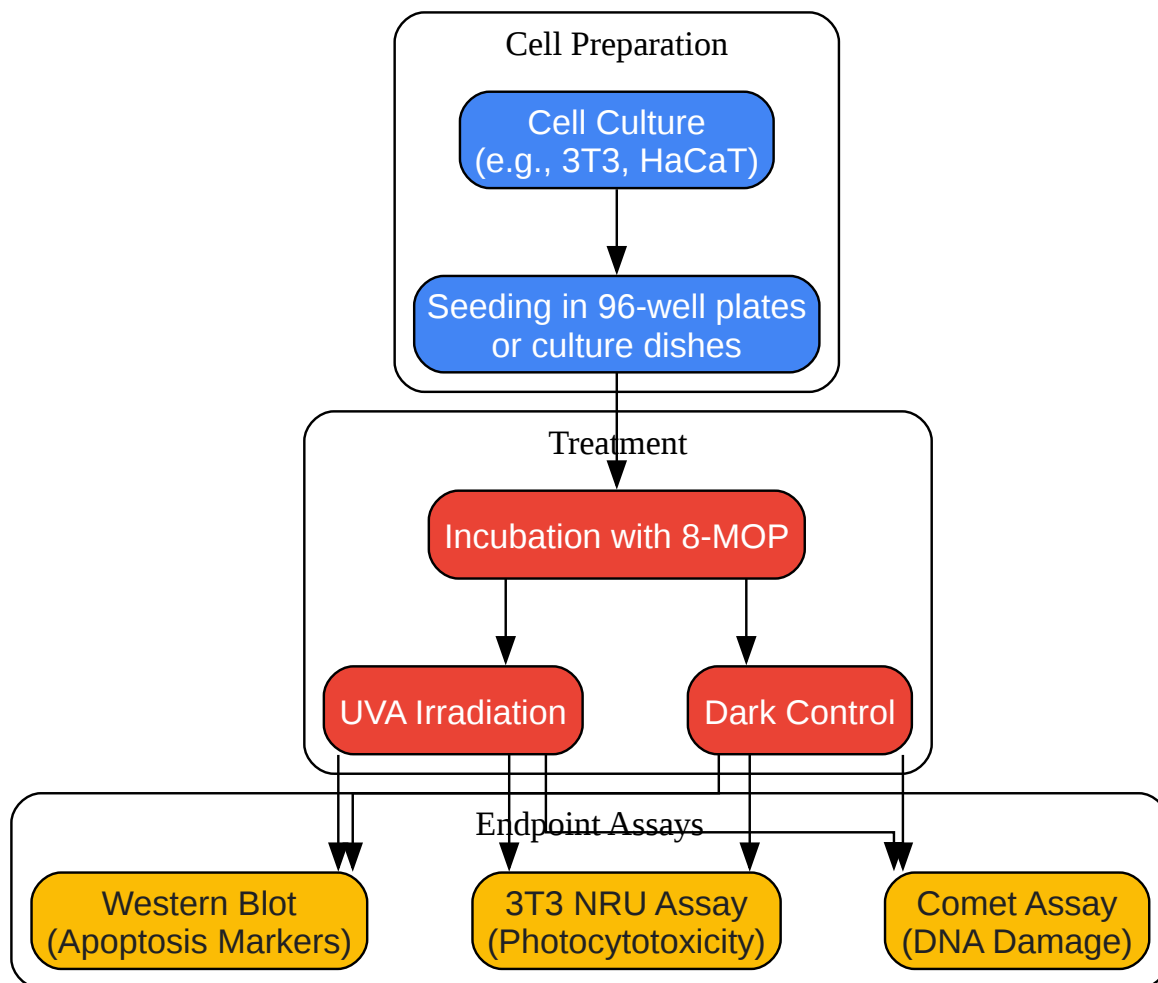 Cell Preparation
Cell Culture
(e.g., 3T3, HaCaT)
Seeding in 96-well plates
or culture dishes
Treatment
Incubation with 8-MOP
UVA Irradiation
Dark Control
Endpoint Assays
Western Blot
(Apoptosis Markers)
3T3 NRU Assay
(Photocytotoxicity)
Comet Assay
(DNA Damage)